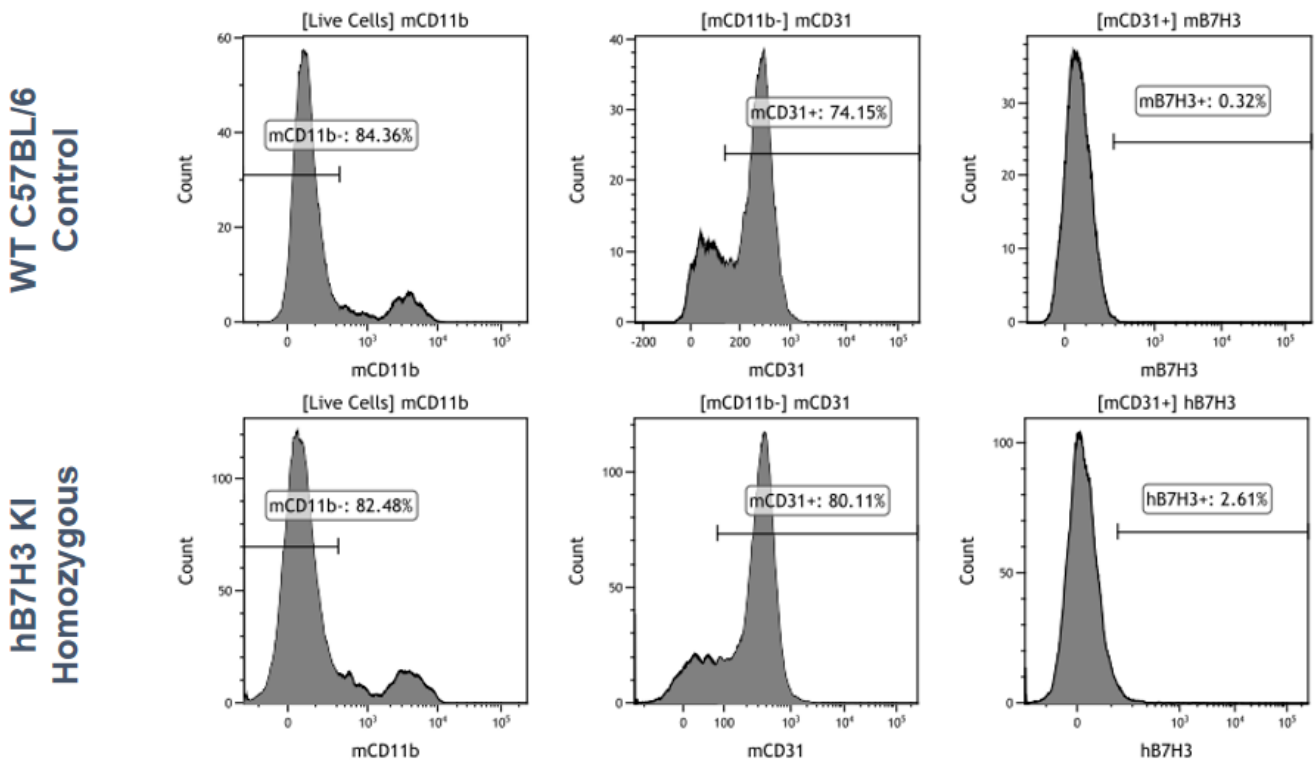 WT C57BL/6
Control
[Live Cells] mCD11b
60
40
20
0
Count
mCD11b-: 84.36%
0
10³
10⁴
10⁵
mCD11b
[mCD11b-] mCD31
40
30
20
10
0
Count
mCD31+: 74.15%
-200
0
200
10³
10⁴
10⁵
mCD31
[mCD31+] mB7H3
30
20
10
0
Count
mB7H3+: 0.32%
0
10³
10⁴
10⁵
mB7H3
hB7H3 KI
Homozygous
[Live Cells] mCD11b
100
50
0
Count
mCD11b-: 82.48%
0
10³
10⁴
10⁵
mCD11b
[mCD11b-] mCD31
100
50
0
Count
mCD31+: 80.11%
0
100
10³
10⁴
10⁵
mCD31
[mCD31+] hB7H3
100
50
0
Count
hB7H3+: 2.61%
0
10³
10⁴
10⁵
hB7H3